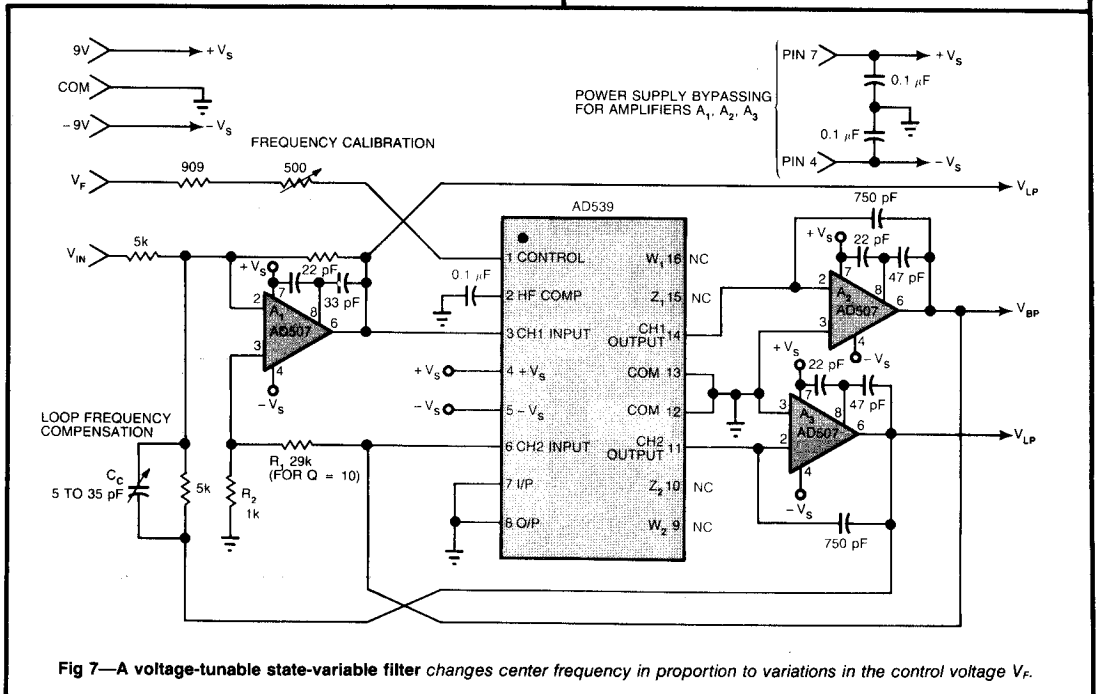 9V
+ VS
COM
− 9V
− VS
FREQUENCY CALIBRATION
VF
909
500
POWER SUPPLY BYPASSING
FOR AMPLIFIERS A1, A2, A3
PIN 7
+ VS
0.1 μF
0.1 μF
PIN 4
− VS
VLP
VIN
5k
+ VS
22 pF
33 pF
2
7
8
6
A1
AD507
3
4
− VS
0.1 μF
AD539
1 CONTROL
2 HF COMP
3 CH1 INPUT
+ VS
4 + VS
− VS
5 − VS
6 CH2 INPUT
7 I/P
8 O/P
W1 16
NC
Z1 15
NC
CH1
OUTPUT 14
COM 13
COM 12
CH2
OUTPUT 11
Z2 10
NC
W2 9
NC
750 pF
+ VS
22 pF
47 pF
2
7
8
6
A2
AD507
3
4
− VS
VBP
+ VS
22 pF
47 pF
3
7
8
6
A3
AD507
2
4
− VS
VLP
750 pF
LOOP FREQUENCY
COMPENSATION
CC
5 TO 35 pF
5k
R2
1k
R1 29k
(FOR Q = 10)
Fig 7—A voltage-tunable state-variable filter changes center frequency in proportion to variations in the control voltage VF.